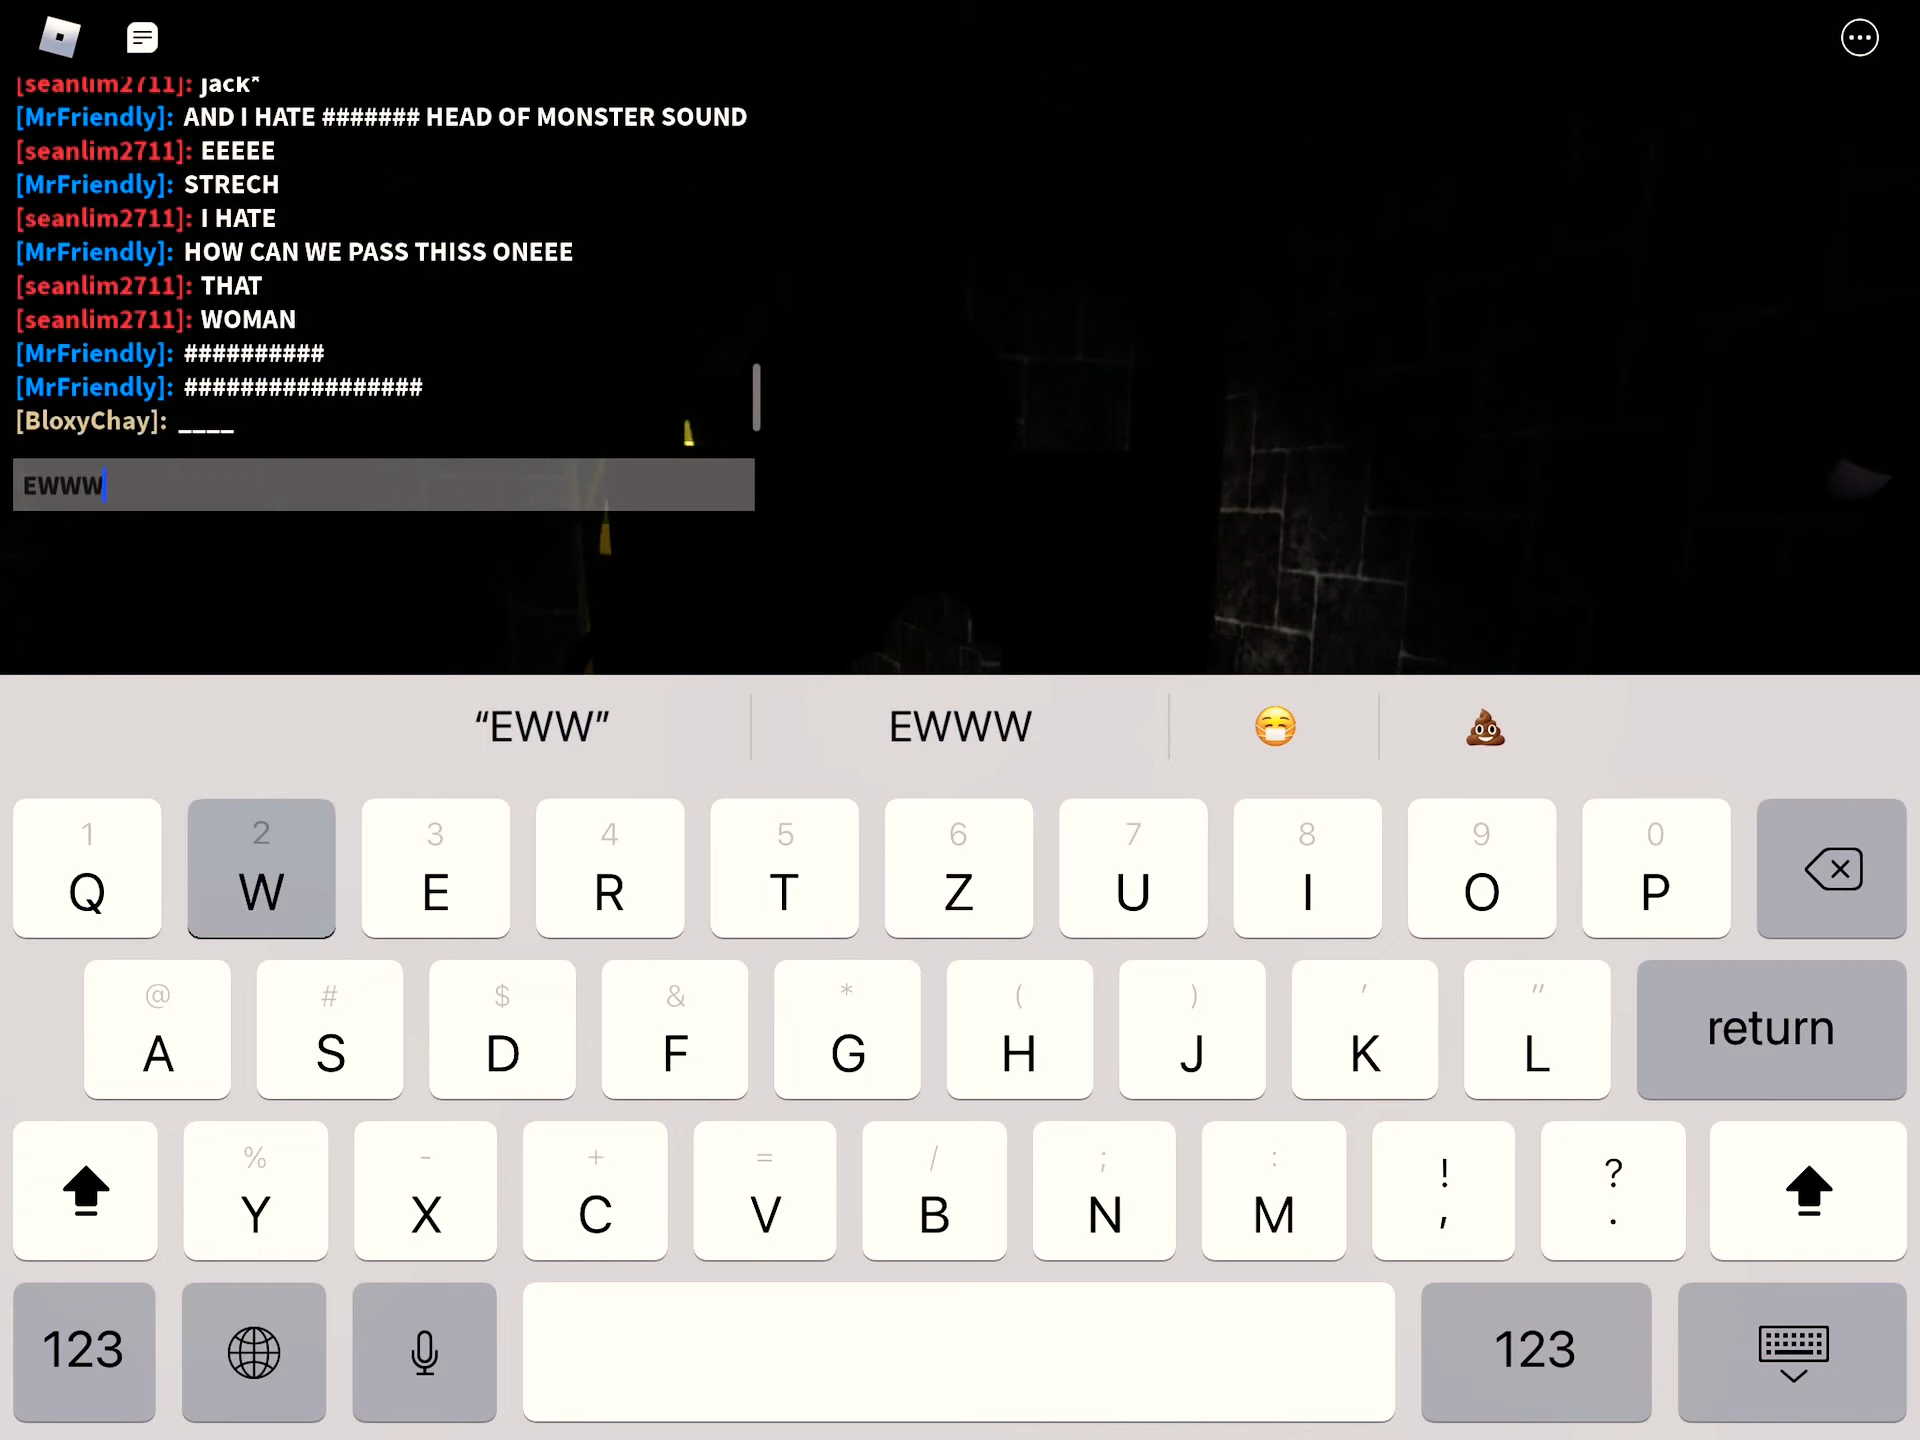 [seanlim2711]: jack*
[MrFriendly]: AND I HATE ####### HEAD OF MONSTER SOUND
[seanlim2711]: EEEEE
[MrFriendly]: STRECH
[seanlim2711]: I HATE
[MrFriendly]: HOW CAN WE PASS THISS ONEEE
[seanlim2711]: THAT
[seanlim2711]: WOMAN
[MrFriendly]: ##########
[MrFriendly]: #################
[BloxyChay]: ____
EWWW
“EWW” EWWW
1 2 3 4 5 6 7 8 9 0
Q W E R T Z U I O P
@ # $ & * ( ) ' "
A S D F G H J K L return
% - + = / ; : ! ?
Y X C V B N M , .
123 123